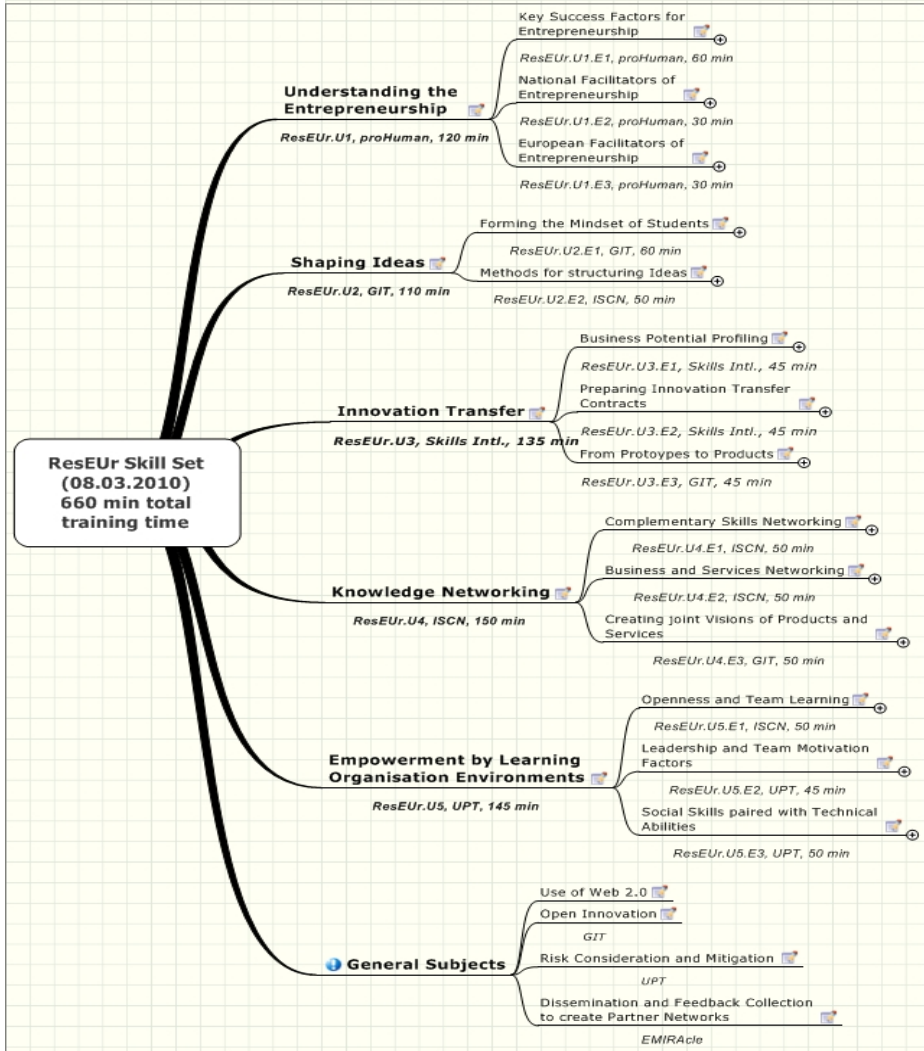 ResEUr Skill Set
(08.03.2010)
660 min total
training time
Understanding the
Entrepreneurship
ResEUr.U1, proHuman, 120 min
Key Success Factors for
Entrepreneurship
ResEUr.U1.E1, proHuman, 60 min
National Facilitators of
Entrepreneurship
ResEUr.U1.E2, proHuman, 30 min
European Facilitators of
Entrepreneurship
ResEUr.U1.E3, proHuman, 30 min
Shaping Ideas
ResEUr.U2, GIT, 110 min
Forming the Mindset of Students
ResEUr.U2.E1, GIT, 60 min
Methods for structuring Ideas
ResEUr.U2.E2, ISCN, 50 min
Innovation Transfer
ResEUr.U3, Skills Intl., 135 min
Business Potential Profiling
ResEUr.U3.E1, Skills Intl., 45 min
Preparing Innovation Transfer
Contracts
ResEUr.U3.E2, Skills Intl., 45 min
From Protoypes to Products
ResEUr.U3.E3, GIT, 45 min
Knowledge Networking
ResEUr.U4, ISCN, 150 min
Complementary Skills Networking
ResEUr.U4.E1, ISCN, 50 min
Business and Services Networking
ResEUr.U4.E2, ISCN, 50 min
Creating joint Visions of Products and
Services
ResEUr.U4.E3, GIT, 50 min
Empowerment by Learning
Organisation Environments
ResEUr.U5, UPT, 145 min
Openness and Team Learning
ResEUr.U5.E1, ISCN, 50 min
Leadership and Team Motivation
Factors
ResEUr.U5.E2, UPT, 45 min
Social Skills paired with Technical
Abilities
ResEUr.U5.E3, UPT, 50 min
General Subjects
Use of Web 2.0
Open Innovation
GIT
Risk Consideration and Mitigation
UPT
Dissemination and Feedback Collection
to create Partner Networks
EMIRAcle